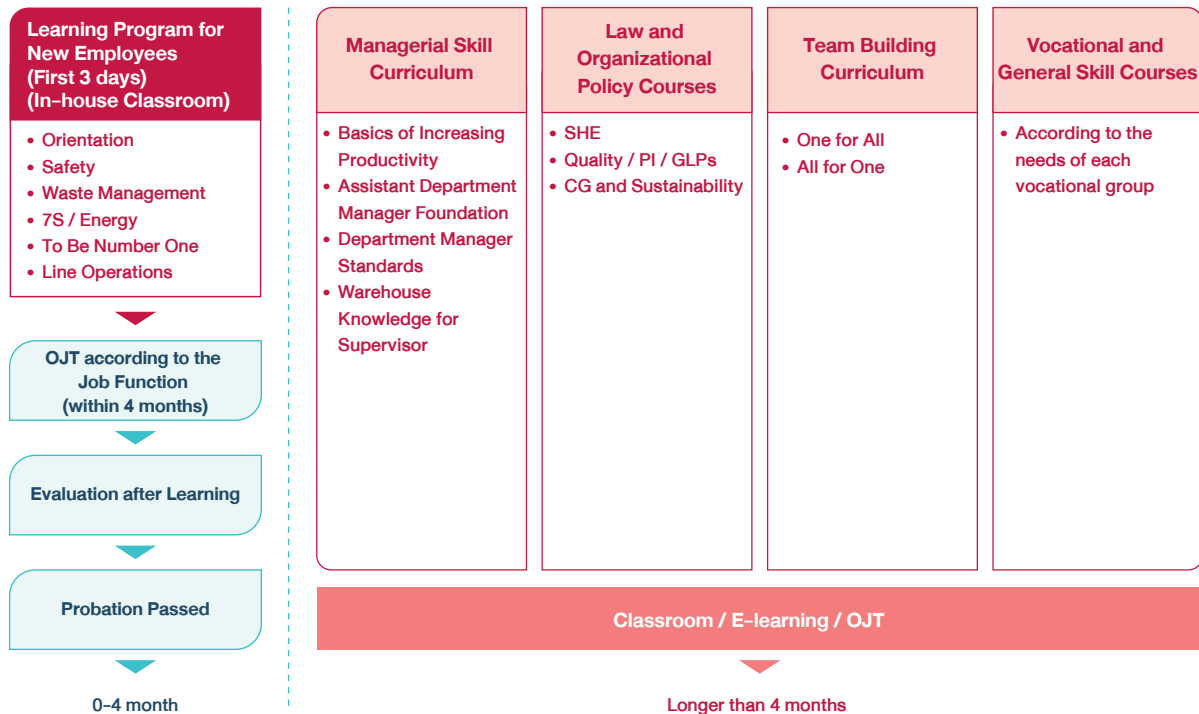 Learning Program for
New Employees
(First 3 days)
(In-house Classroom)
• Orientation
• Safety
• Waste Management
• 7S / Energy
• To Be Number One
• Line Operations
OJT according to the
Job Function
(within 4 months)
Evaluation after Learning
Probation Passed
0-4 month
Managerial Skill
Curriculum
• Basics of Increasing
Productivity
• Assistant Department
Manager Foundation
• Department Manager
Standards
• Warehouse
Knowledge for
Supervisor
Law and
Organizational
Policy Courses
• SHE
• Quality / PI / GLPs
• CG and Sustainability
Team Building
Curriculum
• One for All
• All for One
Vocational and
General Skill Courses
• According to the
needs of each
vocational group
Classroom / E-learning / OJT
Longer than 4 months